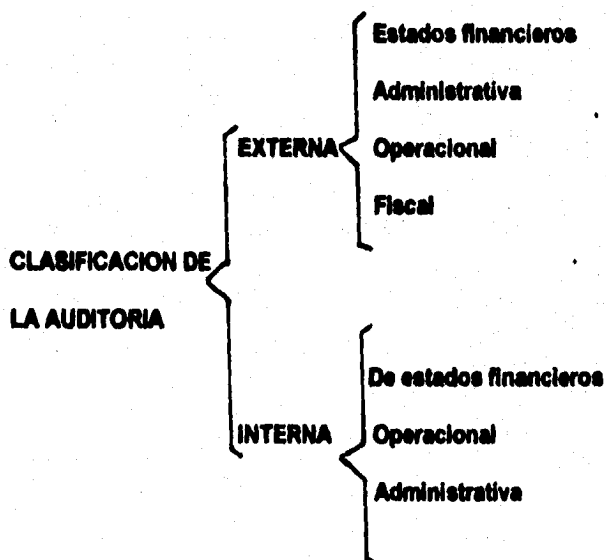 Estados financieros
Administrativa
EXTERNA Operacional
Fiscal
CLASIFICACION DE
LA AUDITORIA
De estados financieros
INTERNA Operacional
Administrativa